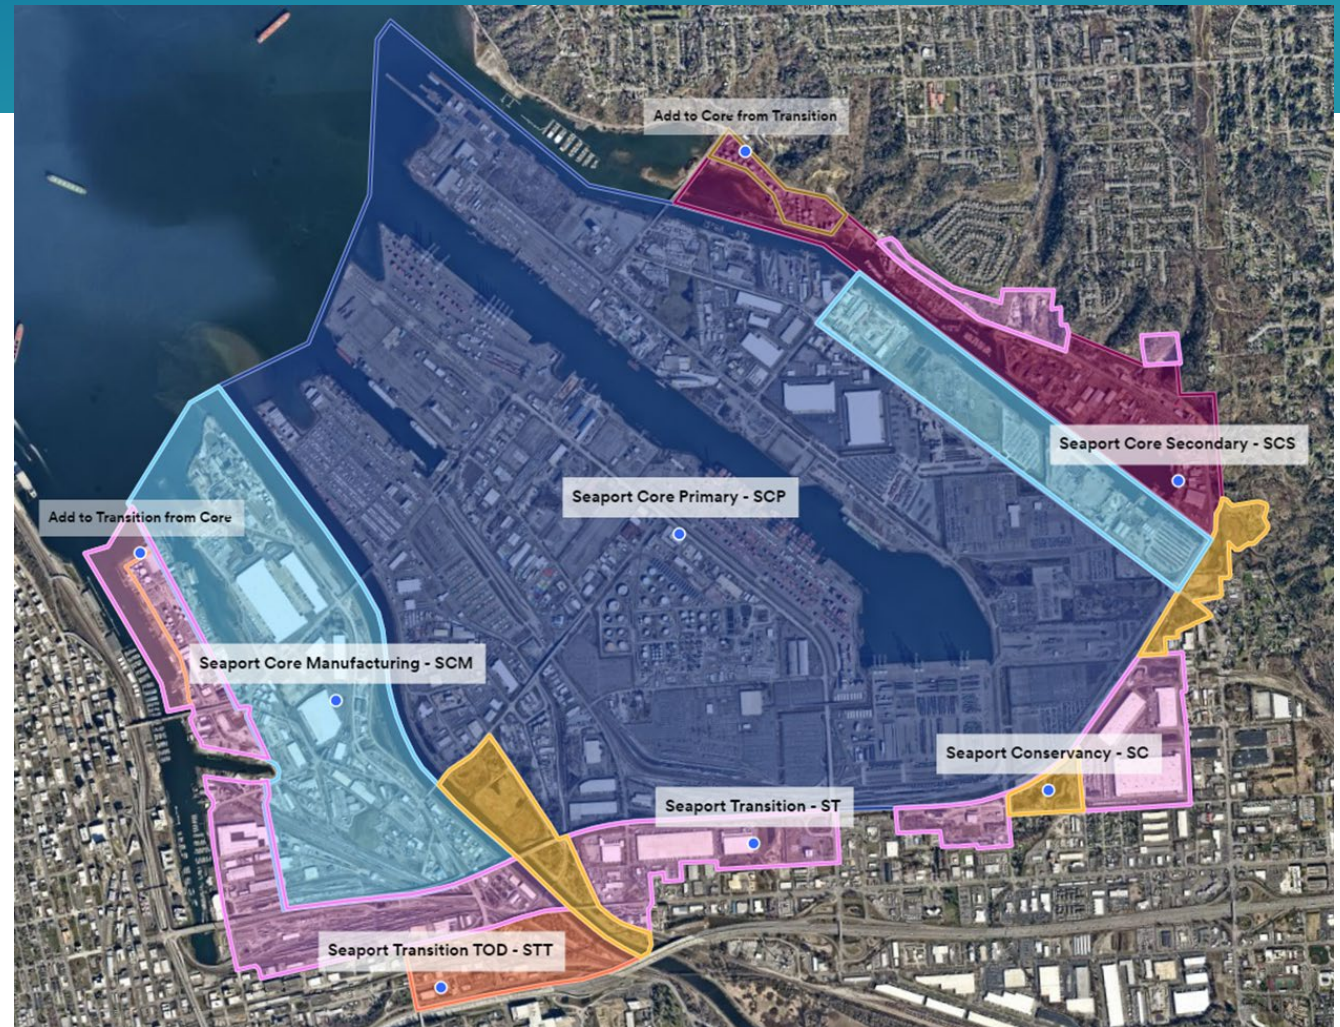 Add to Core from Transition
Seaport Core Secondary - SCS
Seaport Core Primary - SCP
Add to Transition from Core
Seaport Core Manufacturing - SCM
Seaport Conservancy - SC
Seaport Transition - ST
Seaport Transition TOD - STT